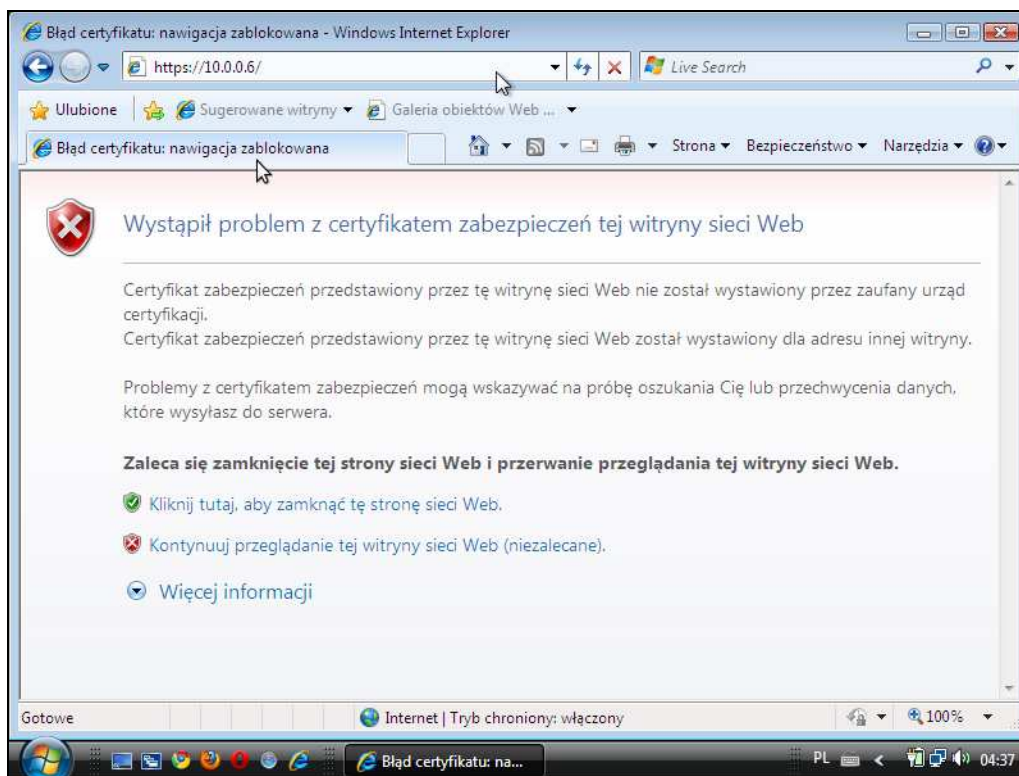 Błąd certyfikatu: nawigacja zablokowana - Windows Internet Explorer
https://10.0.0.6/
Live Search
Ulubione Sugerowane witryny Galeria obiektów Web ...
Błąd certyfikatu: nawigacja zablokowana Strona Bezpieczeństwo Narzędzia
Wystąpił problem z certyfikatem zabezpieczeń tej witryny sieci Web
Certyfikat zabezpieczeń przedstawiony przez tę witrynę sieci Web nie został wystawiony przez zaufany urząd
certyfikacji.
Certyfikat zabezpieczeń przedstawiony przez tę witrynę sieci Web został wystawiony dla adresu innej witryny.
Problemy z certyfikatem zabezpieczeń mogą wskazywać na próbę oszukania Cię lub przechwycenia danych,
które wysyłasz do serwera.
Zaleca się zamknięcie tej strony sieci Web i przerwanie przeglądania tej witryny sieci Web.
Kliknij tutaj, aby zamknąć tę stronę sieci Web.
Kontynuuj przeglądanie tej witryny sieci Web (niezalecane).
Więcej informacji
Gotowe Internet | Tryb chroniony: włączony 100%
Błąd certyfikatu: na... PL 04:37